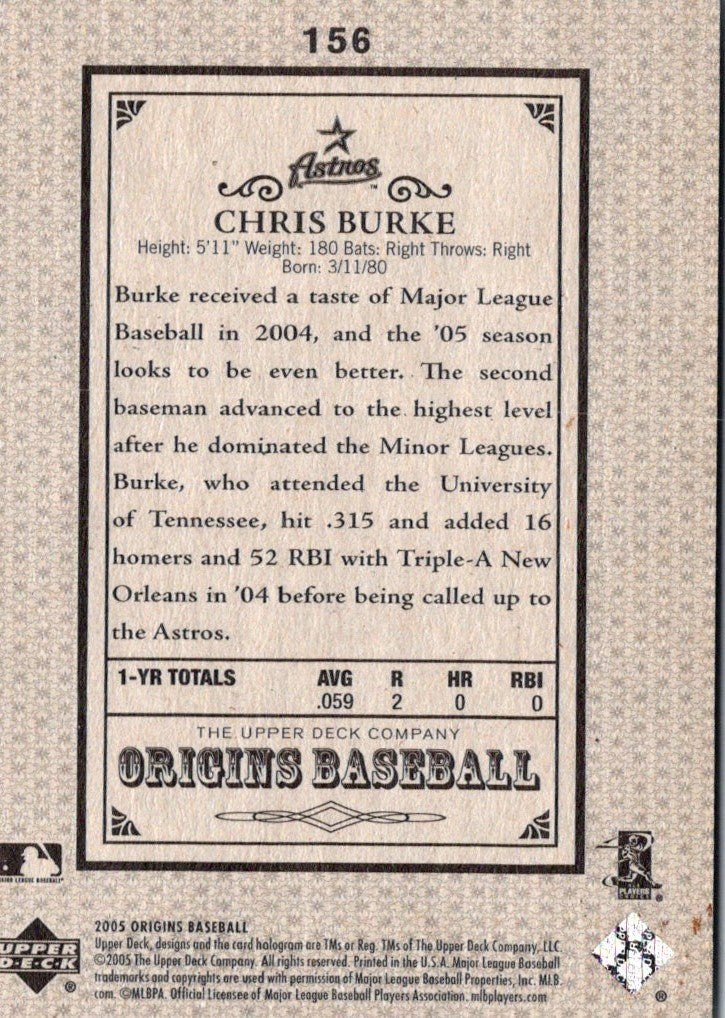 156
Astros
TM
CHRIS BURKE
Height: 5'11" Weight: 180 Bats: Right Throws: Right
Born: 3/11/80
Burke received a taste of Major League
Baseball in 2004, and the '05 season
looks to be even better. The second
baseman advanced to the highest level
after he dominated the Minor Leagues.
Burke, who attended the University
of Tennessee, hit .315 and added 16
homers and 52 RBI with Triple-A New
Orleans in '04 before being called up to
the Astros.
1-YR TOTALS AVG R HR RBI
.059 2 0 0
THE UPPER DECK COMPANY
ORIGINS BASEBALL
MAJOR LEAGUE BASEBALL
PLAYERS
CHOICE ®
UPPER
D·E·C·K ®
2005 ORIGINS BASEBALL
Upper Deck, designs and the card hologram are TMs or Reg. TMs of The Upper Deck Company, LLC.
©2005 The Upper Deck Company. All rights reserved. Printed in the U.S.A. Major League Baseball
trademarks and copyrights are used with permission of Major League Baseball Properties, Inc. MLB.
com. ©MLBPA. Official Licensee of Major League Baseball Players Association. mlbplayers.com
®